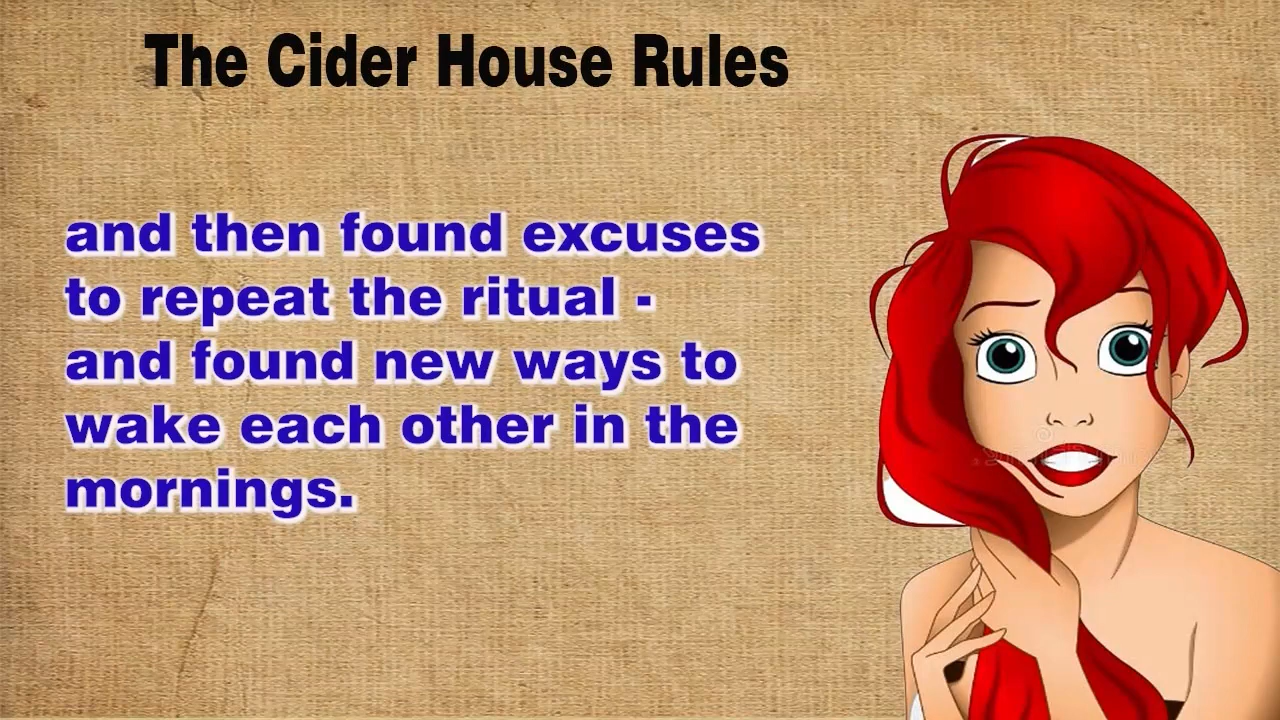 The Cider House Rules
and then found excuses
to repeat the ritual -
and found new ways to
wake each other in the
mornings.